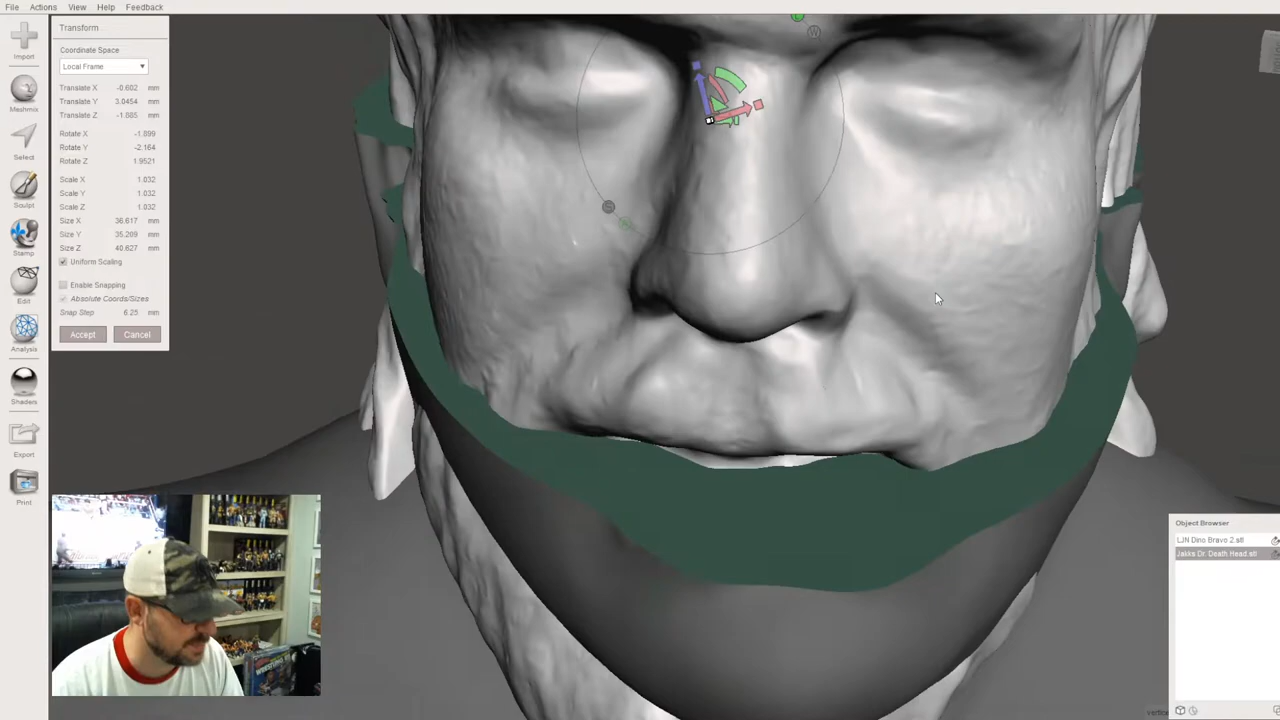 File Actions View Help Feedback
Import
Meshmix
Select
Sculpt
Stamp
Edit
Analysis
Shaders
Export
Print
Transform
Coordinate Space
Local Frame
Translate X -0.602 mm
Translate Y 3.0454 mm
Translate Z -1.885 mm
Rotate X -1.899
Rotate Y -2.164
Rotate Z 1.9521
Scale X 1.032
Scale Y 1.032
Scale Z 1.032
Size X 36.617 mm
Size Y 35.209 mm
Size Z 40.627 mm
Uniform Scaling
Enable Snapping
Absolute Coords/Sizes
Snap Step 6.25 mm
Accept Cancel
W
S
Object Browser
LJN Dino Bravo 2.stl
Jakks Dr. Death Head.stl